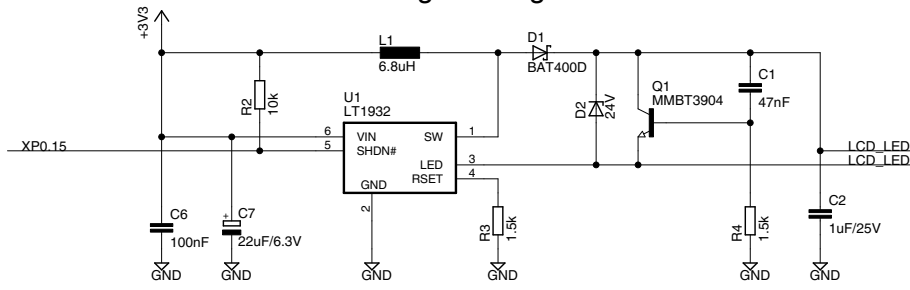 +3V3
L1
6.8uH
D1
BAT400D
R2
10k
U1
LT1932
D2
24V
Q1
MMBT3904
C1
47nF
6
VIN
SW
1
XP0.15
5
SHDN#
LED
3
RSET
4
GND
2
LCD_LED
LCD_LED
C6
100nF
+
C7
22uF/6.3V
R3
1.5k
R4
1.5k
C2
1uF/25V
GND
GND
GND
GND
GND
GND